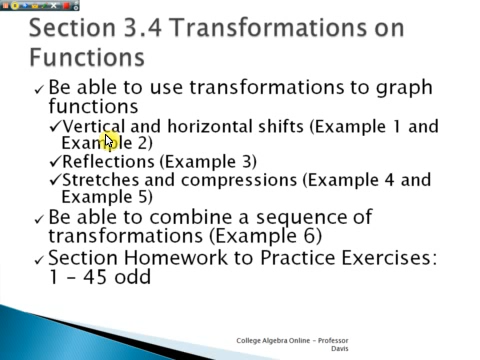 Section 3.4 Transformations on
Functions
✓Be able to use transformations to graph
functions
✓Vertical and horizontal shifts (Example 1 and
Example 2)
✓Reflections (Example 3)
✓Stretches and compressions (Example 4 and
Example 5)
✓Be able to combine a sequence of
transformations (Example 6)
✓Section Homework to Practice Exercises:
1 – 45 odd
College Algebra Online - Professor
Davis